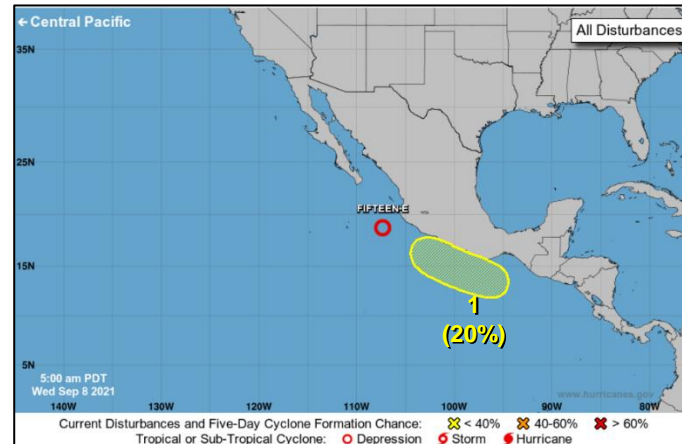 ← Central Pacific
All Disturbances
35N
25N
FIFTEEN-E
15N
1
(20%)
5N
5:00 am PDT
Wed Sep 8 2021
www.hurricanes.gov
140W 130W 120W 110W 100W 90W 80W
Current Disturbances and Five-Day Cyclone Formation Chance: < 40% 40-60% > 60%
Tropical or Sub-Tropical Cyclone: Depression Storm Hurricane